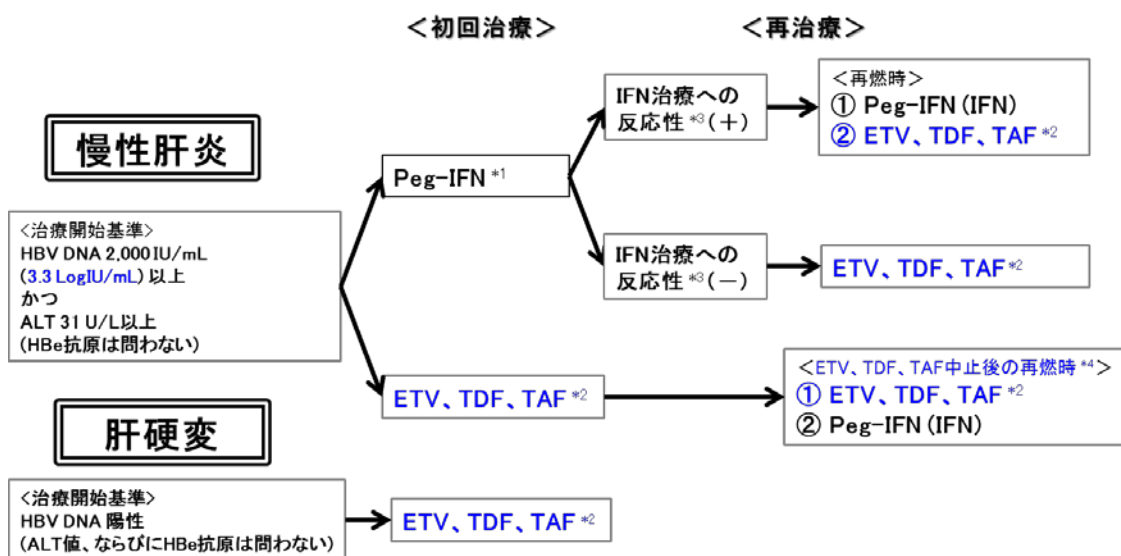 ＜初回治療＞
＜再治療＞
慢性肝炎
＜治療開始基準＞
HBV DNA 2,000 IU/mL
(3.3 LogIU/mL) 以上
かつ
ALT 31 U/L以上
(HBe抗原は問わない)
Peg-IFN *1
IFN治療への
反応性 *3(＋)
＜再燃時＞
① Peg-IFN (IFN)
② ETV、TDF、TAF *2
IFN治療への
反応性 *3(－)
ETV、TDF、TAF *2
ETV、TDF、TAF *2
＜ETV、TDF、TAF中止後の再燃時 *4＞
① ETV、TDF、TAF *2
② Peg-IFN (IFN)
肝硬変
＜治療開始基準＞
HBV DNA 陽性
(ALT値、ならびにHBe抗原は問わない)
ETV、TDF、TAF *2